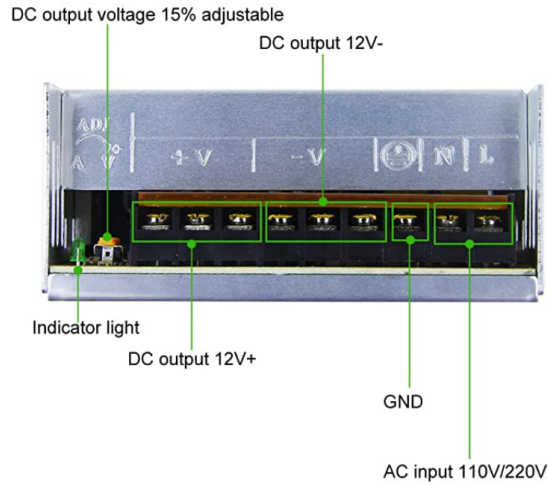 DC output voltage 15% adjustable
DC output 12V-
ADJ
A V
+V
-V
N
L
Indicator light
DC output 12V+
GND
AC input 110V/220V